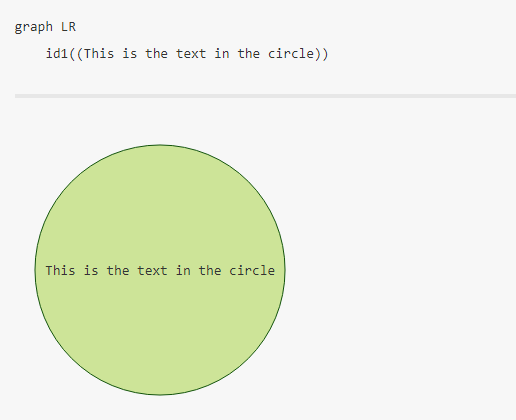 graph LR
    id1((This is the text in the circle))
This is the text in the circle